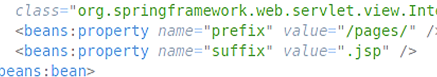 class="org.springframework.web.servlet.view.Inte
<beans:property name="prefix" value="/pages/" />
<beans:property name="suffix" value=".jsp" />
beans:bean>